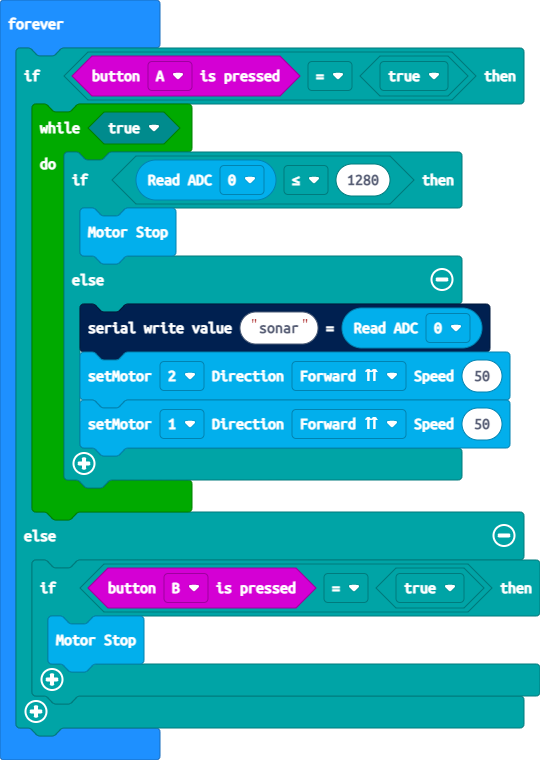 forever
if button A is pressed = true then
while true
do
if Read ADC 0 ≤ 1280 then
Motor Stop
else
serial write value "sonar" = Read ADC 0
setMotor 2 Direction Forward ⇈ Speed 50
setMotor 1 Direction Forward ⇈ Speed 50
else
if button B is pressed = true then
Motor Stop